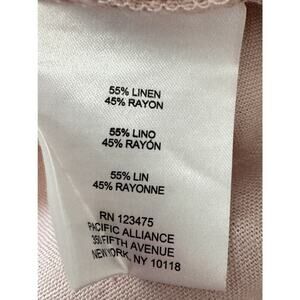 55% LINEN
45% RAYON
55% LINO
45% RAYÓN
55% LIN
45% RAYONNE
RN 123475
PACIFIC ALLIANCE
350 FIFTH AVENUE
NEW YORK, NY 10118